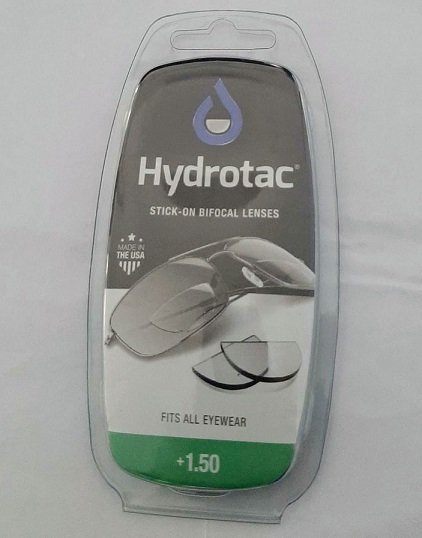 Hydrotac®
STICK-ON BIFOCAL LENSES
MADE IN
THE USA
FITS ALL EYEWEAR
+1.50